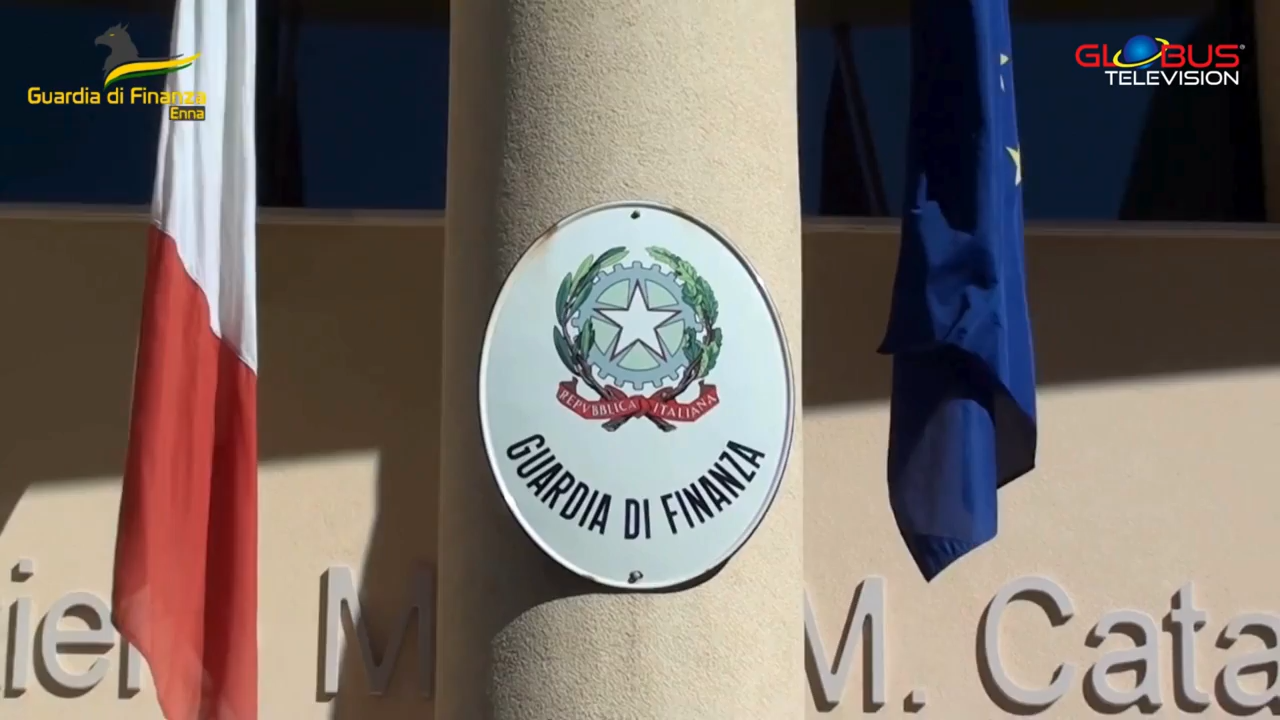 Guardia di Finanza
Enna
GLOBUS®
TELEVISION
REPVBBLICA ITALIANA
GUARDIA DI FINANZA
M. Cata